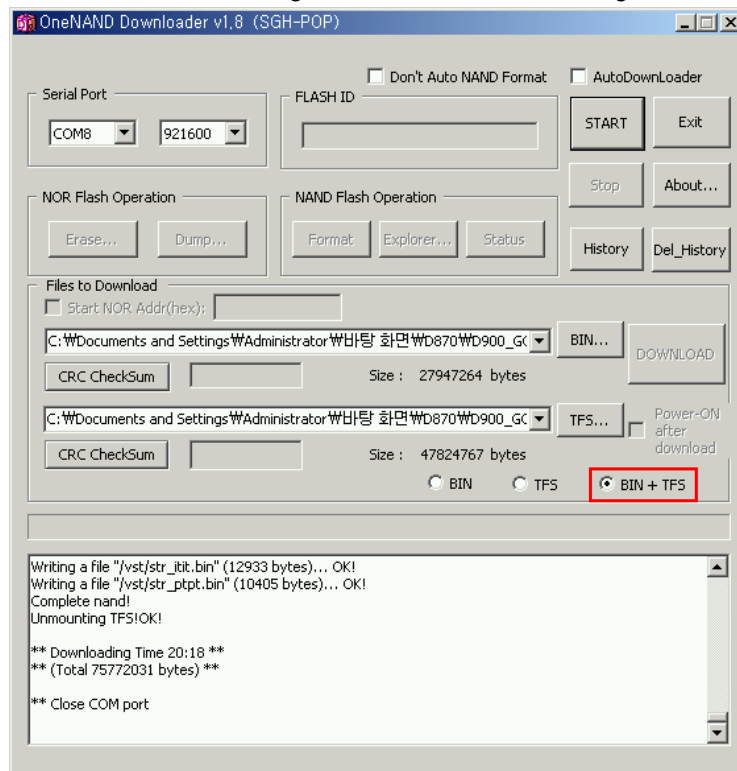 OneNAND Downloader v1,8 (SGH-POP)
Don't Auto NAND Format
AutoDownLoader
Serial Port
FLASH ID
COM8
921600
START
Exit
Stop
About...
NOR Flash Operation
NAND Flash Operation
Erase...
Dump...
Format
Explorer...
Status
History
Del_History
Files to Download
Start NOR Addr(hex):
C:₩Documents and Settings₩Administrator₩바탕 화면₩D870₩D900_G
BIN...
DOWNLOAD
CRC CheckSum
Size : 27947264 bytes
C:₩Documents and Settings₩Administrator₩바탕 화면₩D870₩D900_G
TFS...
Power-ON
after
download
CRC CheckSum
Size : 47824767 bytes
BIN
TFS
BIN + TFS
Writing a file "/vst/str_itit.bin" (12933 bytes)... OK!
Writing a file "/vst/str_ptpt.bin" (10405 bytes)... OK!
Complete nand!
Unmounting TFS!OK!
** Downloading Time 20:18 **
** (Total 75772031 bytes) **
** Close COM port